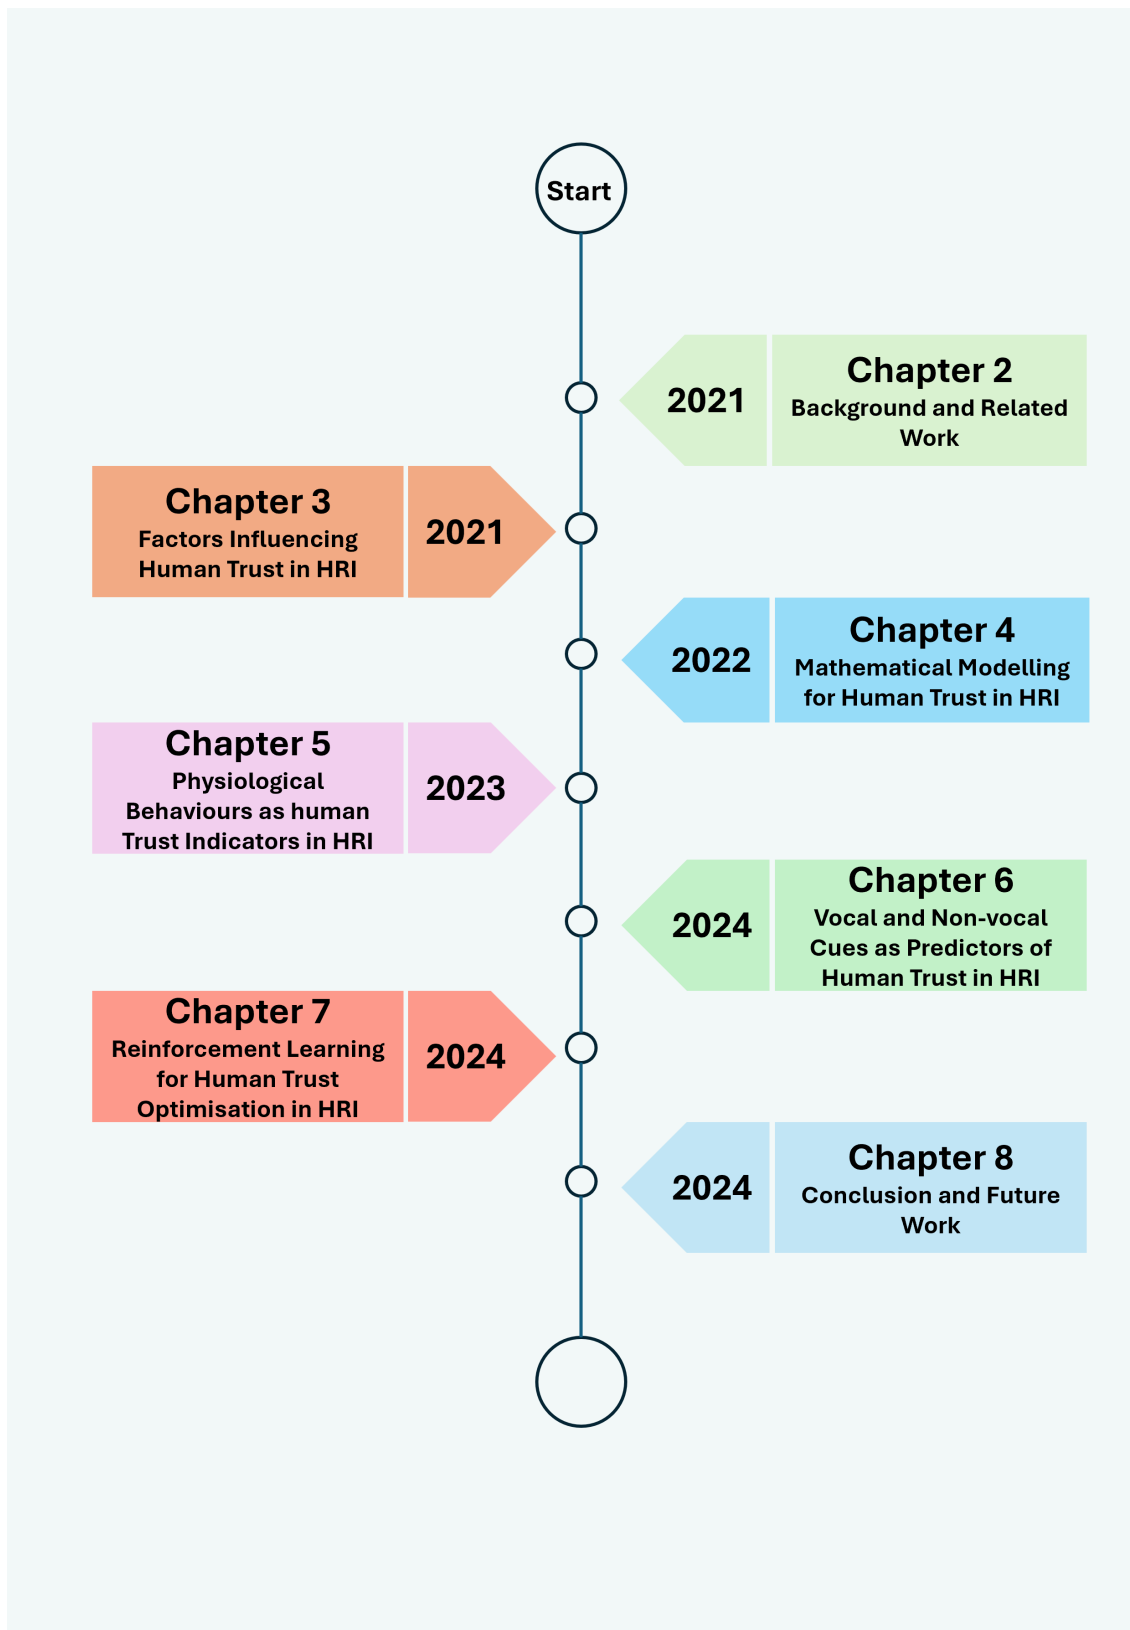 Start
2021
Chapter 2
Background and Related
Work
Chapter 3
Factors Influencing
Human Trust in HRI
2021
2022
Chapter 4
Mathematical Modelling
for Human Trust in HRI
Chapter 5
Physiological
Behaviours as human
Trust Indicators in HRI
2023
2024
Chapter 6
Vocal and Non-vocal
Cues as Predictors of
Human Trust in HRI
Chapter 7
Reinforcement Learning
for Human Trust
Optimisation in HRI
2024
2024
Chapter 8
Conclusion and Future
Work